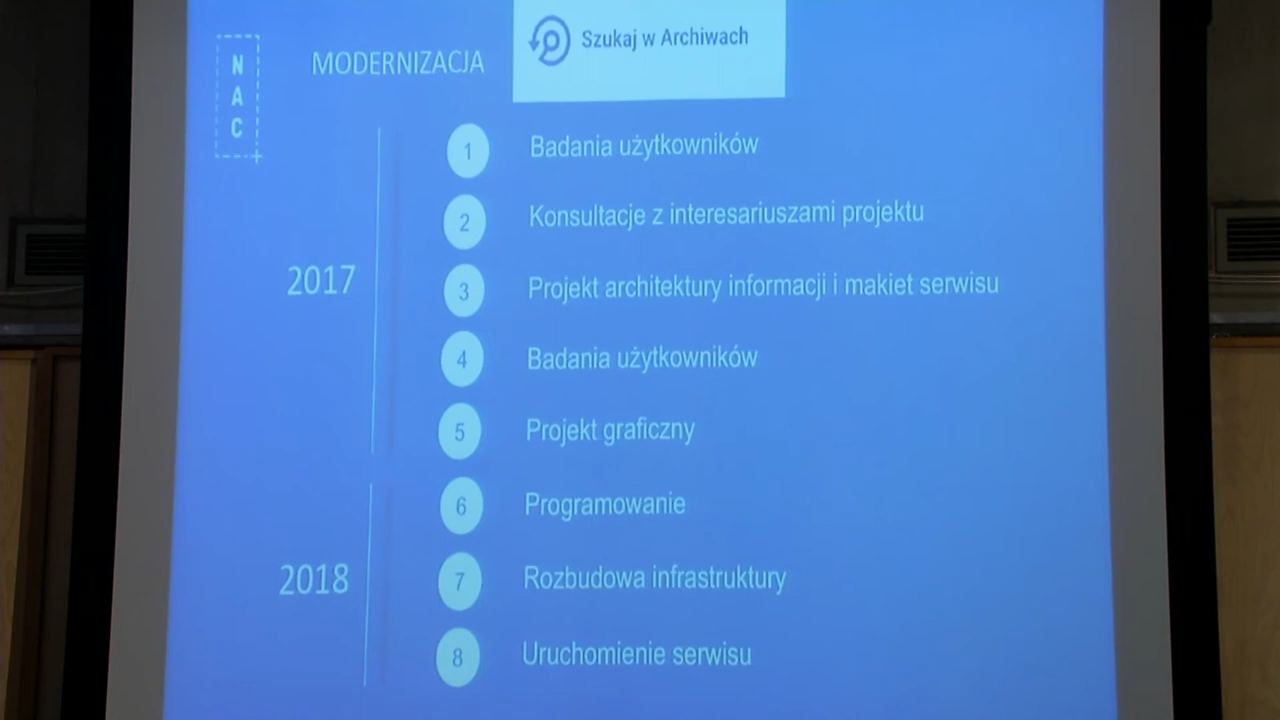 NAC
MODERNIZACJA
Szukaj w Archiwach
2017
1 Badania użytkowników
2 Konsultacje z interesariuszami projektu
3 Projekt architektury informacji i makiet serwisu
4 Badania użytkowników
5 Projekt graficzny
2018
6 Programowanie
7 Rozbudowa infrastruktury
8 Uruchomienie serwisu